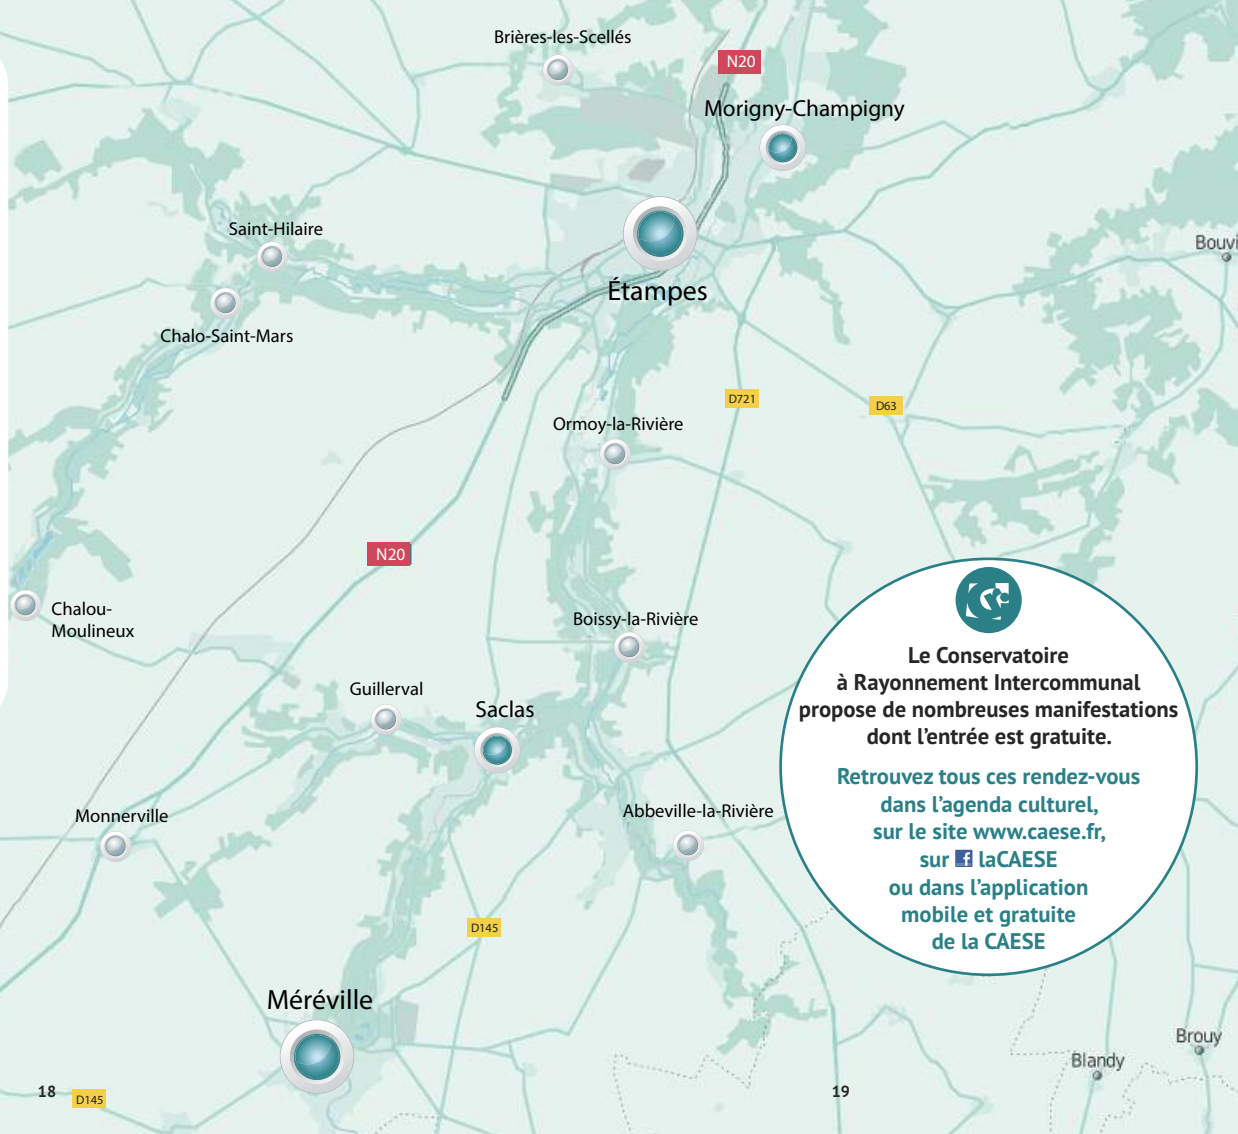 Brières-les-Scellés
N20
Morigny-Champigny
Saint-Hilaire
Bouvi
Étampes
Chalo-Saint-Mars
D721
D63
Ormoy-la-Rivière
N20
Chalou-
Moulineux
Boissy-la-Rivière
Guillerval
Saclas
Monnerville
Abbeville-la-Rivière
D145
Méréville
Le Conservatoire
à Rayonnement Intercommunal
propose de nombreuses manifestations
dont l'entrée est gratuite.
Retrouvez tous ces rendez-vous
dans l'agenda culturel,
sur le site www.caese.fr,
sur f laCAESE
ou dans l'application
mobile et gratuite
de la CAESE
Brouy
Blandy
18
D145
19